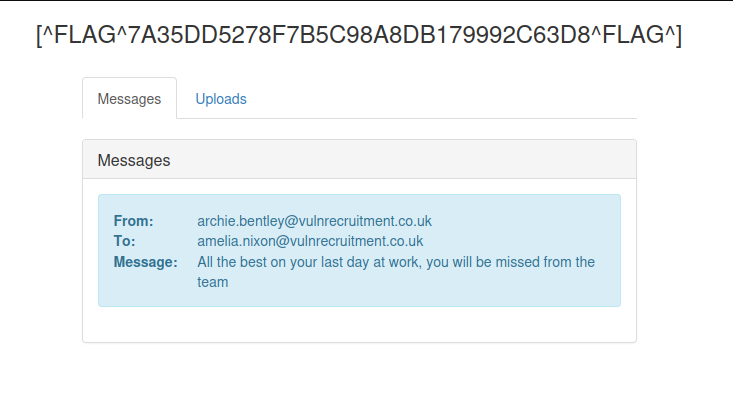 [^FLAG^7A35DD5278F7B5C98A8DB179992C63D8^FLAG^]
Messages Uploads
Messages
From: archie.bentley@vulnrecruitment.co.uk
To: amelia.nixon@vulnrecruitment.co.uk
Message: All the best on your last day at work, you will be missed from the
team